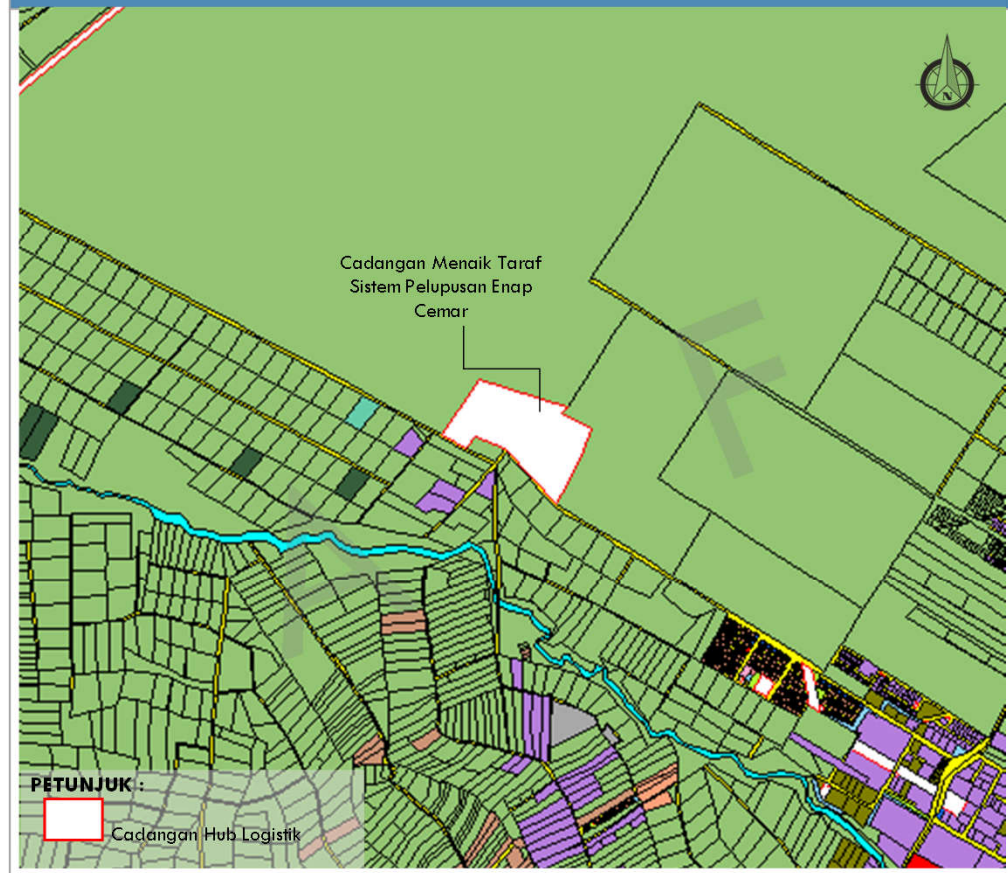 N
Cadangan Menaik Taraf
Sistem Pelupusan Enap
Cemar
F
PETUNJUK :
Cadangan Hub Logistik